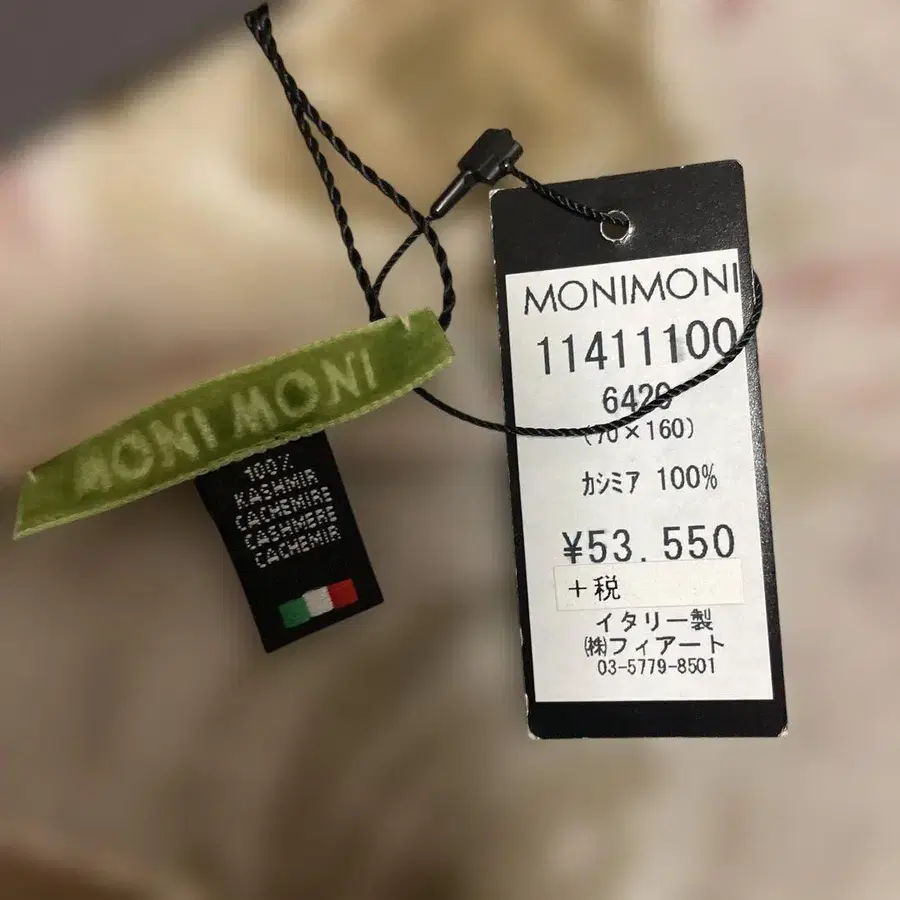 MONI MONI
100%
KASHMIR
CACHEMIRE
CASHMERE
CACHEMIR
MONIMONI
11411100
6420
(70×160)
カシミア 100%
¥53.550
+税
イタリー製
㈱フィアート
03-5779-8501